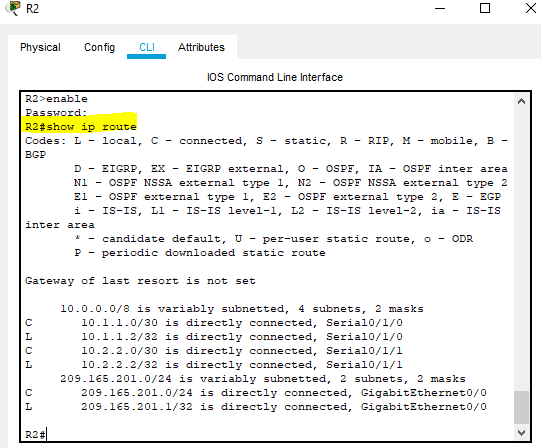 R2
Physical Config CLI Attributes
IOS Command Line Interface
R2>enable
Password:
R2#show ip route
Codes: L - local, C - connected, S - static, R - RIP, M - mobile, B -
BGP
       D - EIGRP, EX - EIGRP external, O - OSPF, IA - OSPF inter area
       N1 - OSPF NSSA external type 1, N2 - OSPF NSSA external type 2
       E1 - OSPF external type 1, E2 - OSPF external type 2, E - EGP
       i - IS-IS, L1 - IS-IS level-1, L2 - IS-IS level-2, ia - IS-IS
inter area
       * - candidate default, U - per-user static route, o - ODR
       P - periodic downloaded static route
Gateway of last resort is not set
     10.0.0.0/8 is variably subnetted, 4 subnets, 2 masks
C       10.1.1.0/30 is directly connected, Serial0/1/0
L       10.1.1.2/32 is directly connected, Serial0/1/0
C       10.2.2.0/30 is directly connected, Serial0/1/1
L       10.2.2.2/32 is directly connected, Serial0/1/1
     209.165.201.0/24 is variably subnetted, 2 subnets, 2 masks
C       209.165.201.0/24 is directly connected, GigabitEthernet0/0
L       209.165.201.1/32 is directly connected, GigabitEthernet0/0
R2#